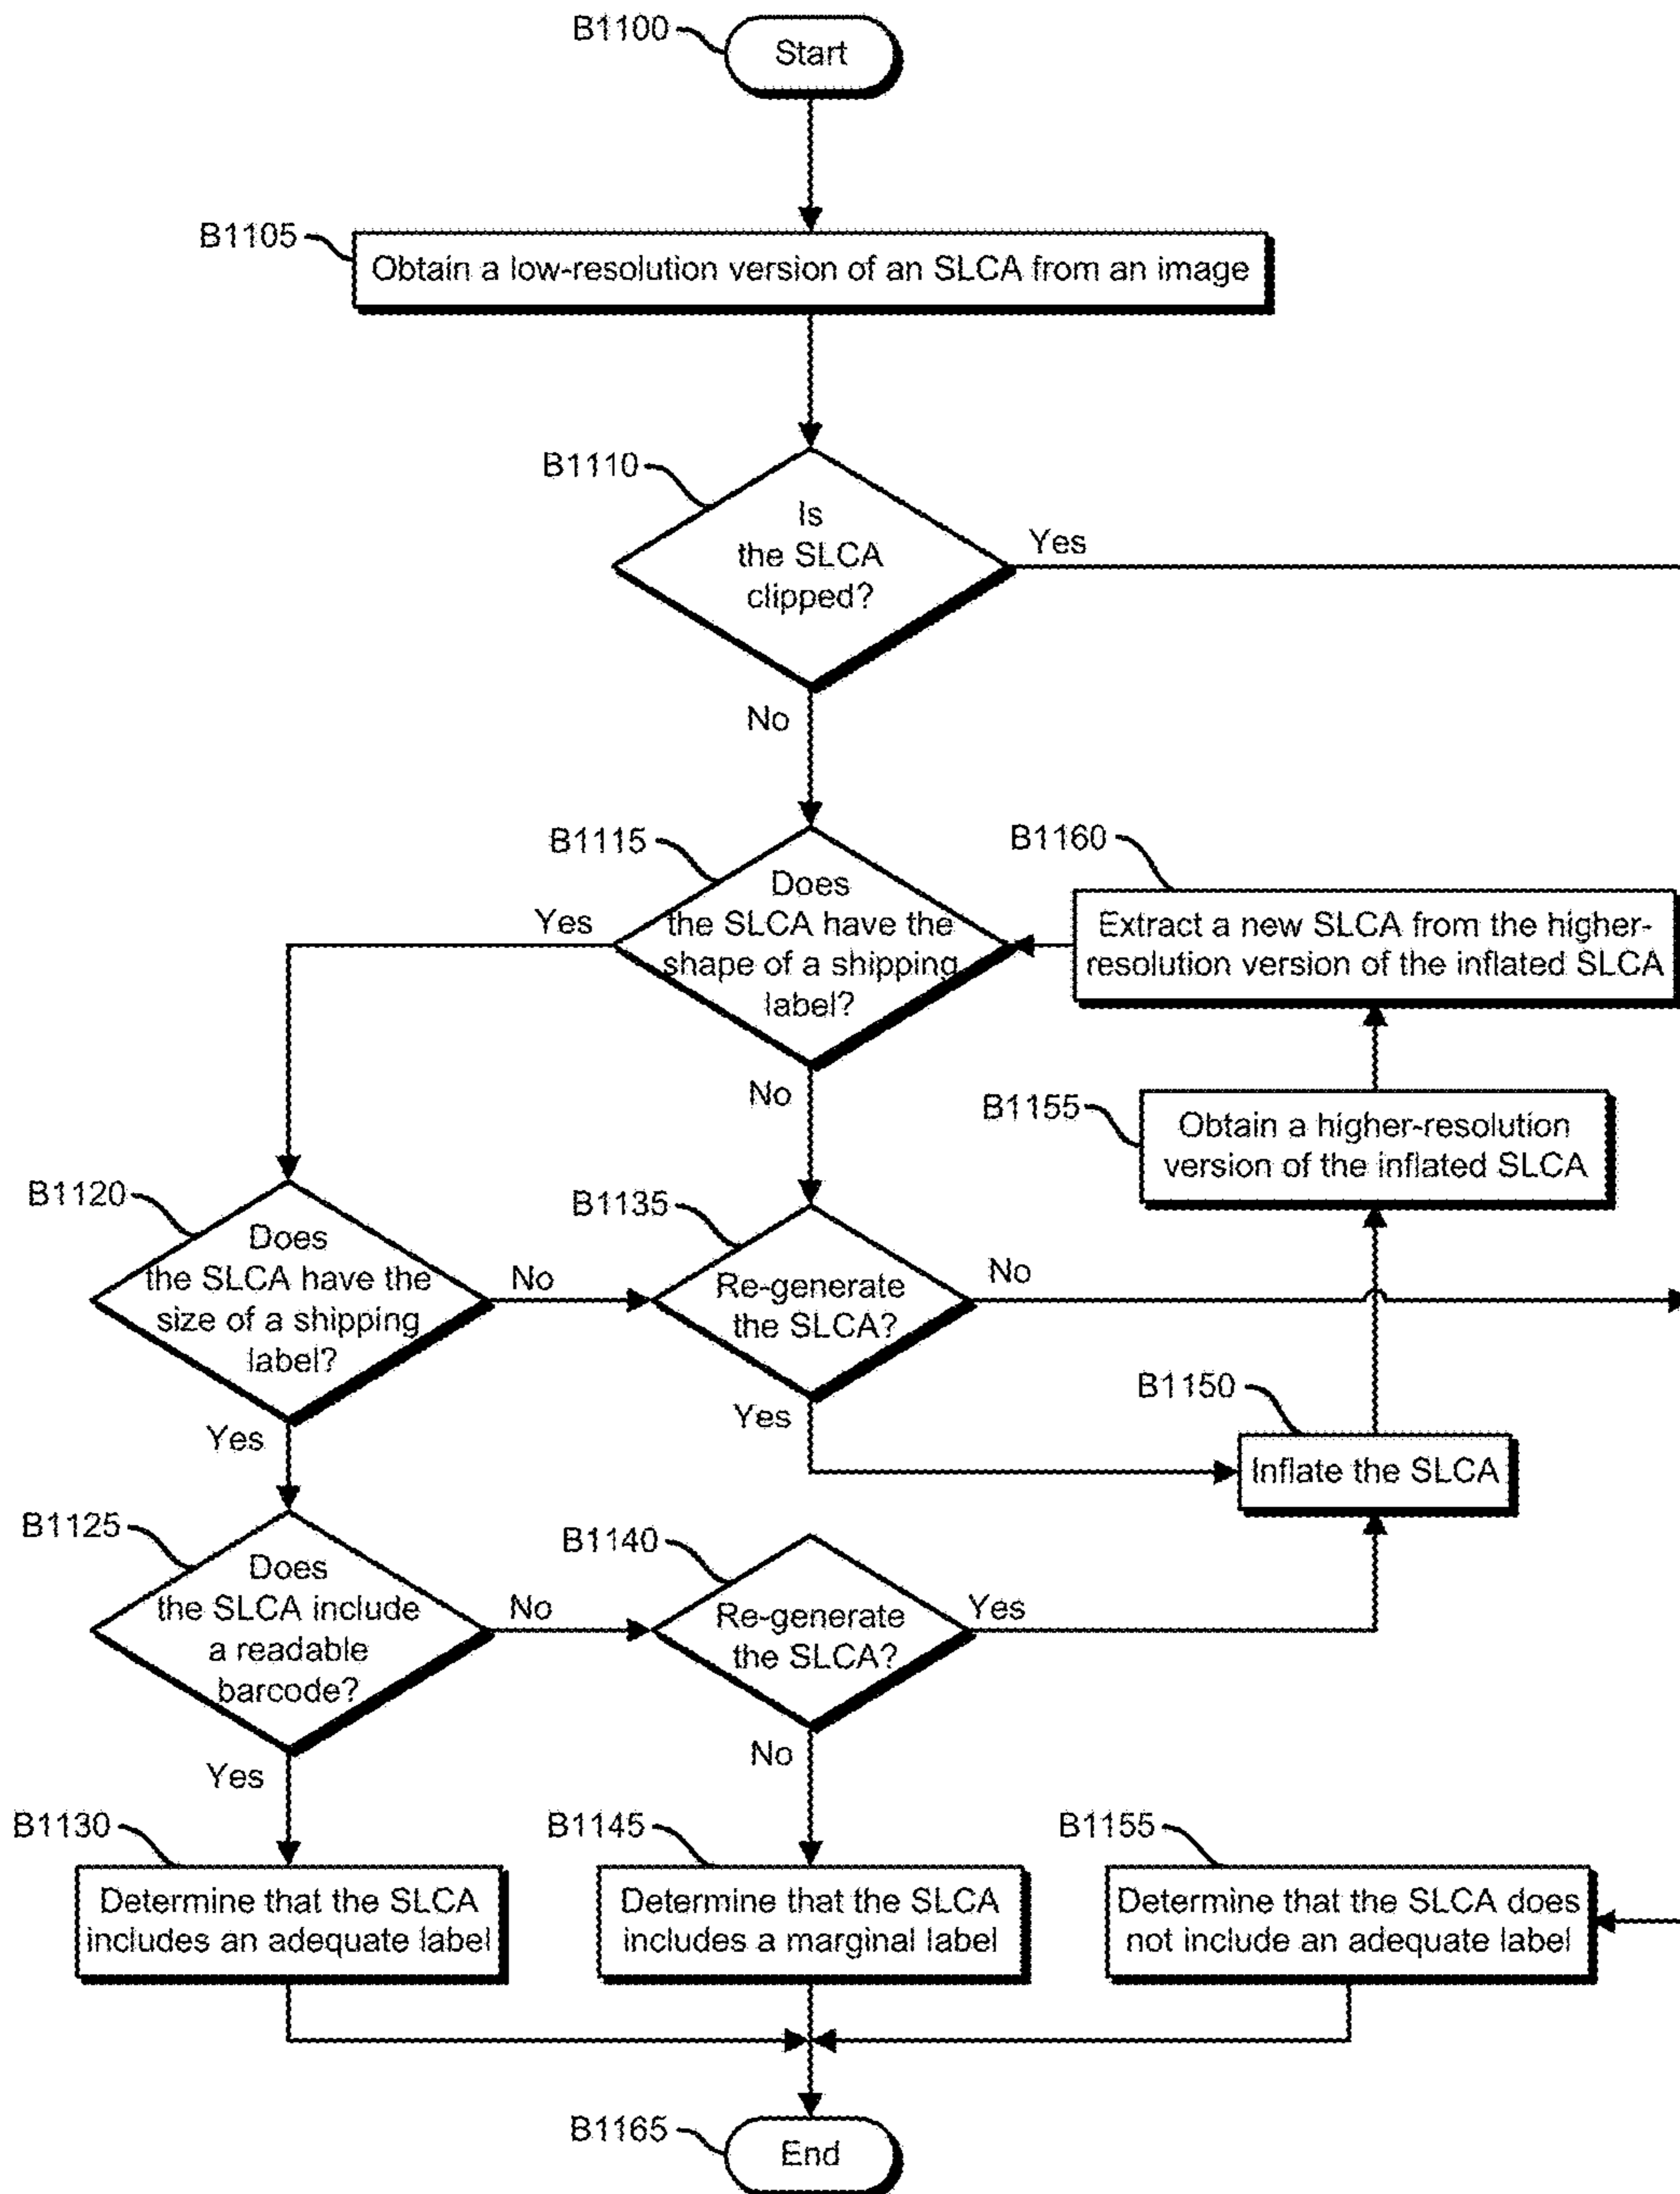 B1100
Start
B1105
Obtain a low-resolution version of an SLCA from an image
B1110
Is
the SLCA
clipped?
Yes
No
B1115
Does
the SLCA have the
shape of a shipping
label?
Yes
No
B1160
Extract a new SLCA from the higher-
resolution version of the inflated SLCA
B1155
Obtain a higher-resolution
version of the inflated SLCA
B1120
Does
the SLCA have the
size of a shipping
label?
No
Yes
B1135
Re-generate
the SLCA?
No
Yes
B1150
Inflate the SLCA
B1125
Does
the SLCA include
a readable
barcode?
No
Yes
B1140
Re-generate
the SLCA?
Yes
No
B1130
Determine that the SLCA
includes an adequate label
B1145
Determine that the SLCA
includes a marginal label
B1155
Determine that the SLCA does
not include an adequate label
B1165
End